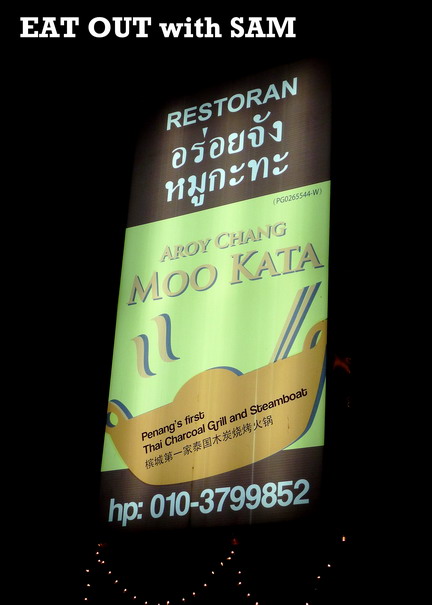 EAT OUT with SAM
RESTORAN
อร่อยจัง
หมูกะทะ
(PG0265544-W)
AROY CHANG
MOO KATA
Penang's first
Thai Charcoal Grill and Steamboat
槟城第一家泰国木炭烧烤火锅
hp: 010-3799852